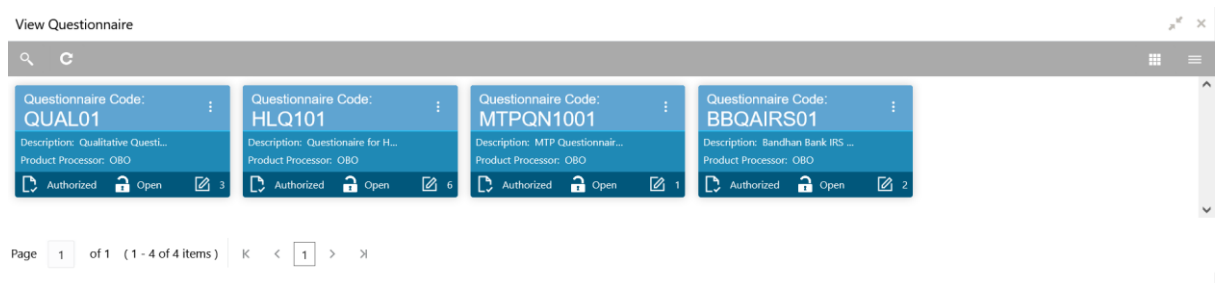 View Questionnaire
Questionnaire Code:
QUAL01
Description: Qualitative Questi...
Product Processor: OBO
Authorized Open 3
Questionnaire Code:
HLQ101
Description: Questionaire for H...
Product Processor: OBO
Authorized Open 6
Questionnaire Code:
MTPQN1001
Description: MTP Questionnair...
Product Processor: OBO
Authorized Open 1
Questionnaire Code:
BBQAIRS01
Description: Bandhan Bank IRS ...
Product Processor: OBO
Authorized Open 2
Page 1 of 1 ( 1 - 4 of 4 items ) 1